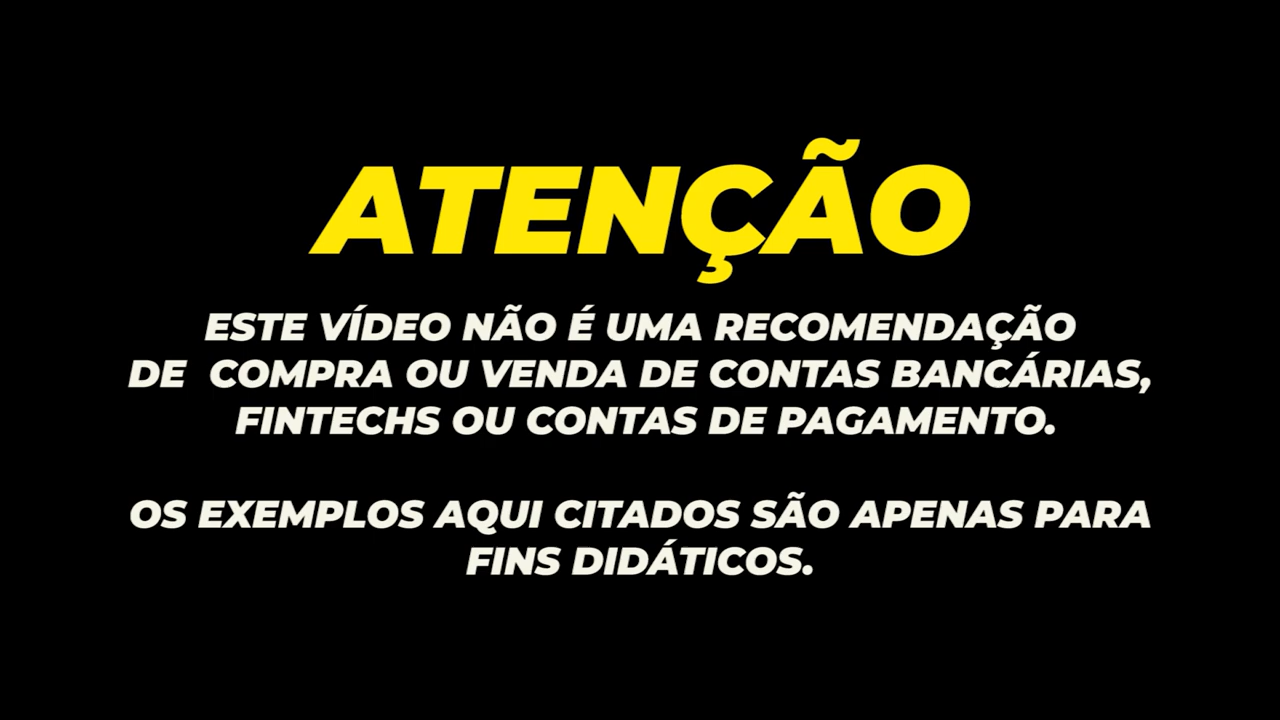 ATENÇÃO
ESTE VÍDEO NÃO É UMA RECOMENDAÇÃO
DE COMPRA OU VENDA DE CONTAS BANCÁRIAS,
FINTECHS OU CONTAS DE PAGAMENTO.
OS EXEMPLOS AQUI CITADOS SÃO APENAS PARA
FINS DIDÁTICOS.